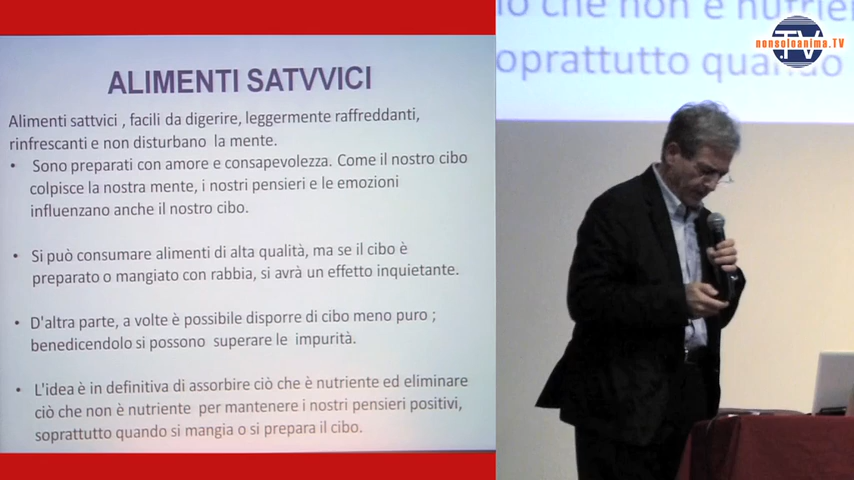 ALIMENTI SATVVICI
Alimenti sattvici , facili da digerire, leggermente raffreddanti,
rinfrescanti e non disturbano la mente.
• Sono preparati con amore e consapevolezza. Come il nostro cibo
colpisce la nostra mente, i nostri pensieri e le emozioni
influenzano anche il nostro cibo.
• Si può consumare alimenti di alta qualità, ma se il cibo è
preparato o mangiato con rabbia, si avrà un effetto inquietante.
• D'altra parte, a volte è possibile disporre di cibo meno puro ;
benedicendolo si possono superare le impurità.
• L'idea è in definitiva di assorbire ciò che è nutriente ed eliminare
ciò che non è nutriente per mantenere i nostri pensieri positivi,
soprattutto quando si mangia o si prepara il cibo.
che non è
quando
nonsoloanima.TV
.TV